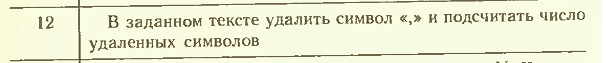 12 В заданном тексте удалить символ «,» и подсчитать число
удаленных символов